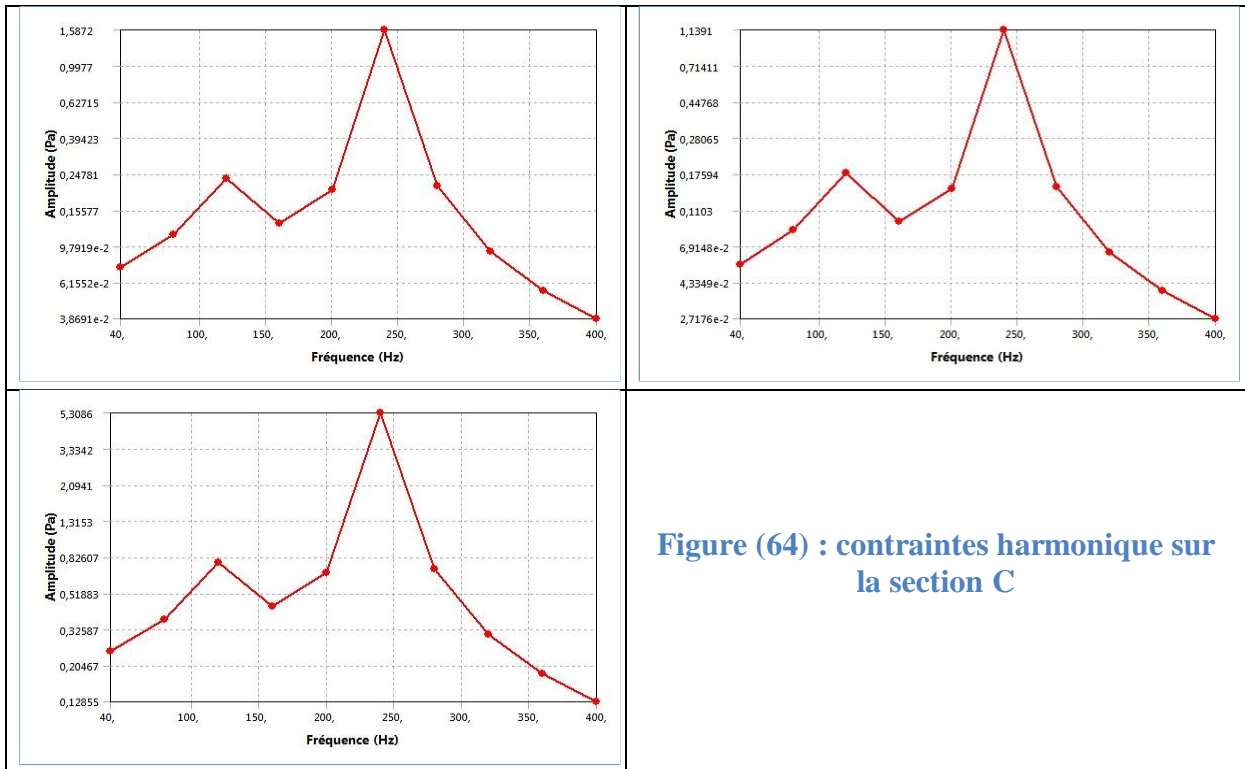 1,5872
0,9977
0,62715
0,39423
0,24781
0,15577
9,7919e-2
6,1552e-2
3,8691e-2
Amplitude (Pa)
40, 100, 150, 200, 250, 300, 350, 400,
Fréquence (Hz)
1,1391
0,71411
0,44768
0,28065
0,17594
0,1103
6,9148e-2
4,3349e-2
2,7176e-2
Amplitude (Pa)
40, 100, 150, 200, 250, 300, 350, 400,
Fréquence (Hz)
5,3086
3,3342
2,0941
1,3153
0,82607
0,51883
0,32587
0,20467
0,12855
Amplitude (Pa)
40, 100, 150, 200, 250, 300, 350, 400,
Fréquence (Hz)
Figure (64) : contraintes harmonique sur
la section C